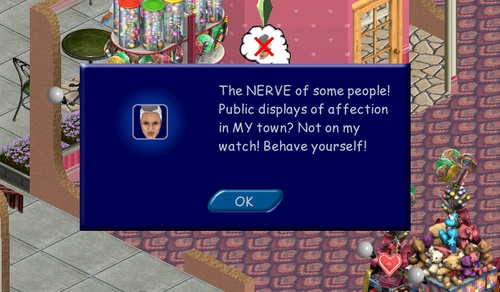 The NERVE of some people!
Public displays of affection
in MY town? Not on my
watch! Behave yourself!
OK